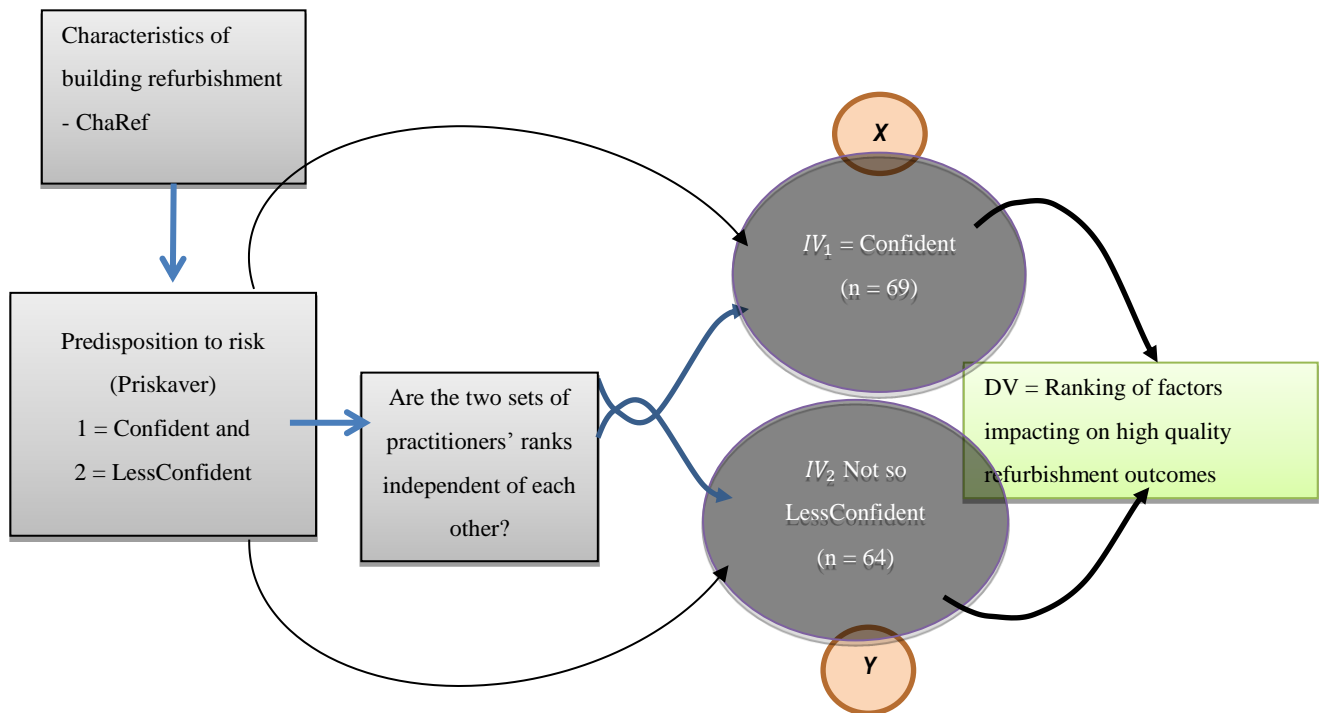 Characteristics of
building refurbishment
- ChaRef
Predisposition to risk
(Priskaver)
1 = Confident and
2 = LessConfident
Are the two sets of
practitioners’ ranks
independent of each
other?
X
IV₁ = Confident
(n = 69)
IV₂ Not so
LessConfident
(n = 64)
Y
DV = Ranking of factors
impacting on high quality
refurbishment outcomes